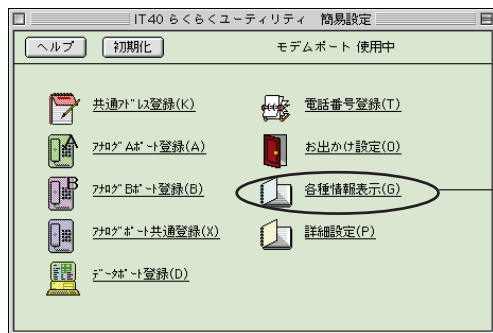 IT40 らくらくユーティリティ 簡易設定
ヘルプ 初期化 モデムポート 使用中
共通ｱﾄﾞﾚｽ登録(K) 電話番号登録(T)
ｱﾅﾛｸﾞAﾎﾟｰﾄ登録(A) お出かけ設定(O)
ｱﾅﾛｸﾞBﾎﾟｰﾄ登録(B) 各種情報表示(G)
ｱﾅﾛｸﾞﾎﾟｰﾄ共通登録(X) 詳細設定(P)
ﾃﾞｰﾀﾎﾟｰﾄ登録(D)